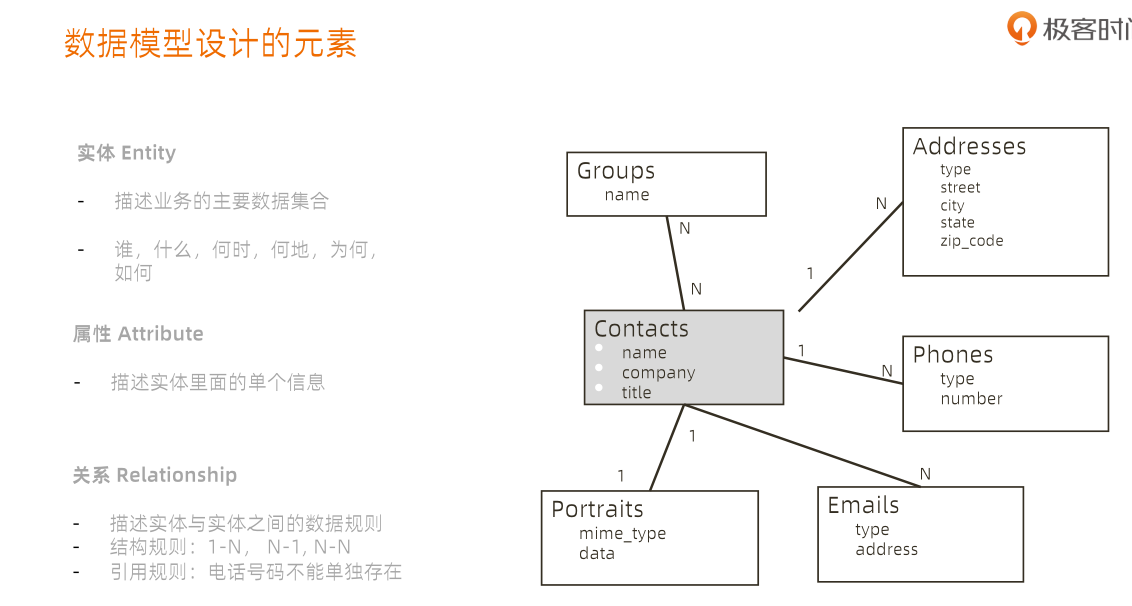 数据模型设计的元素
极客时
实体 Entity
- 描述业务的主要数据集合
- 谁，什么，何时，何地，为何，
如何
属性 Attribute
- 描述实体里面的单个信息
关系 Relationship
- 描述实体与实体之间的数据规则
- 结构规则：1-N， N-1, N-N
- 引用规则：电话号码不能单独存在
Groups
name
N
N
Addresses
type
street
city
state
zip_code
N
1
Contacts
name
company
title
1
N
Phones
type
number
1
1
N
Portraits
mime_type
data
Emails
type
address